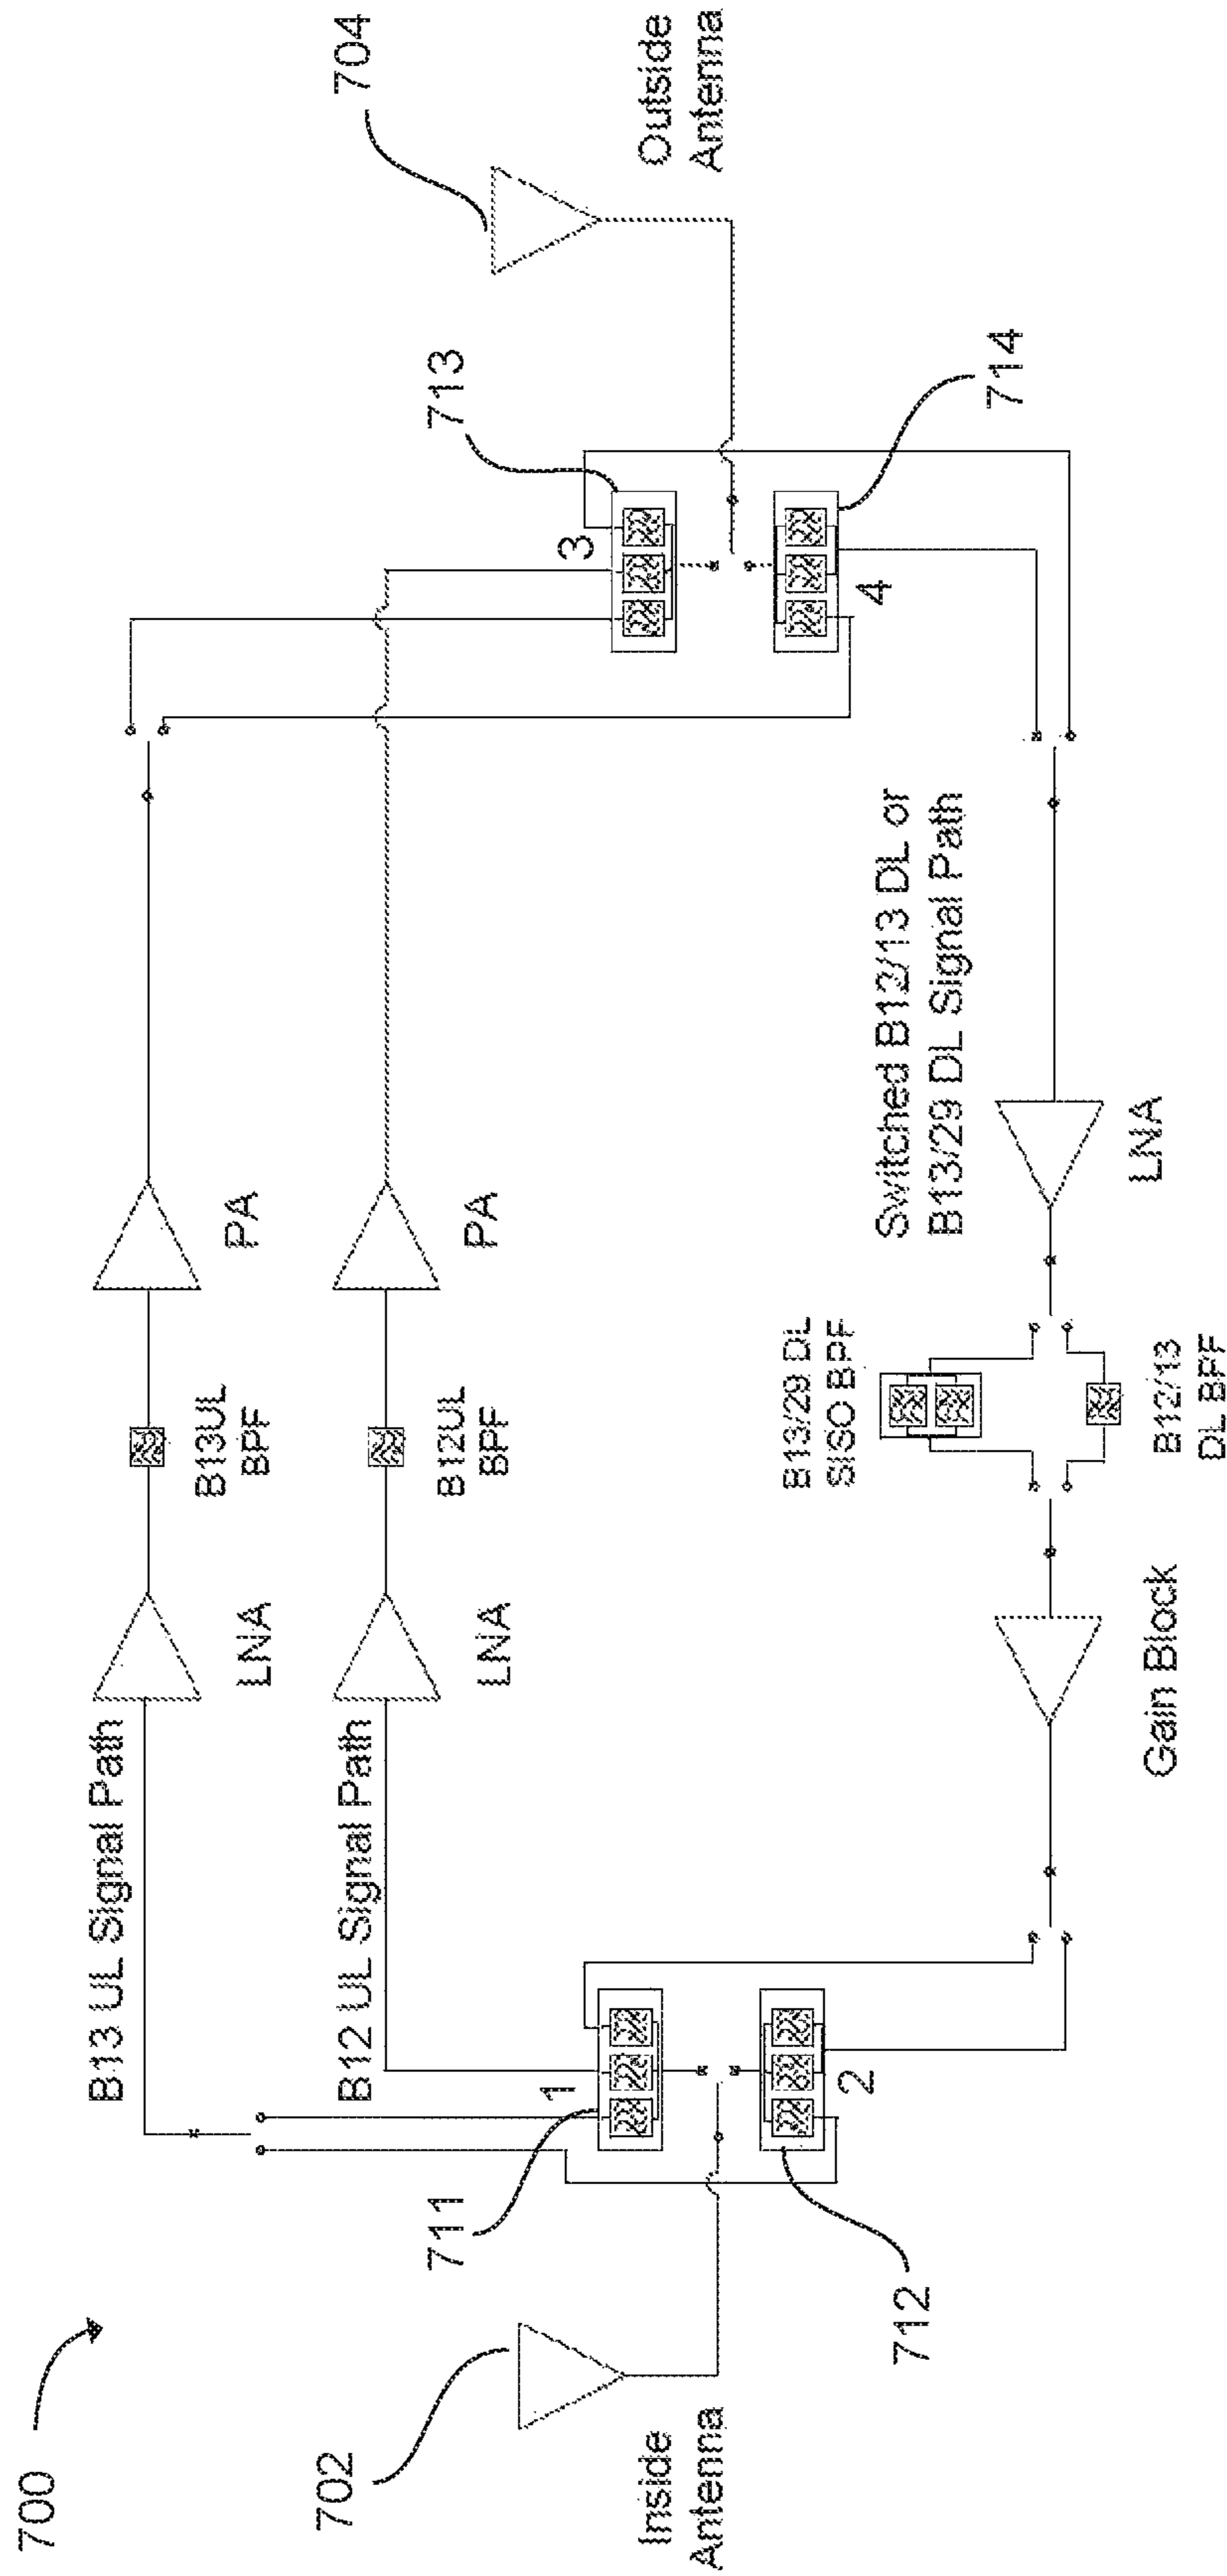 700
702
Inside
Antenna
711
712
1
2
B13 UL Signal Path
LNA
B13UL
BPF
PA
B12 UL Signal Path
LNA
B12UL
BPF
PA
713
3
714
4
704
Outside
Antenna
Switched B12/13 DL or
B13/29 DL Signal Path
LNA
B13/29 DL
SISO BPF
B12/13
DL BPF
Gain Block